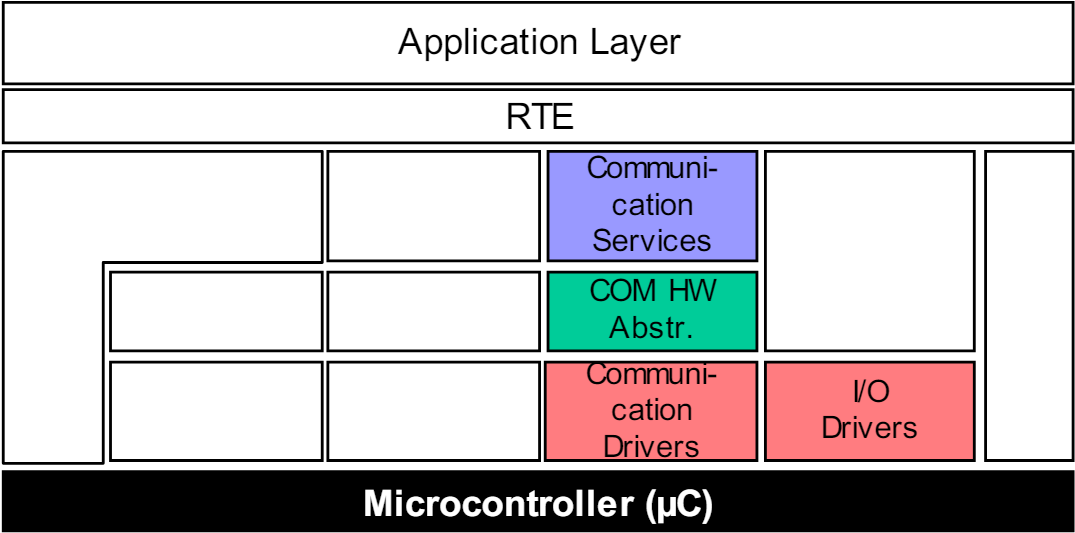 Application Layer
RTE
Communi-
cation
Services
COM HW
Abstr.
Communi-
cation
Drivers
I/O
Drivers
Microcontroller (µC)